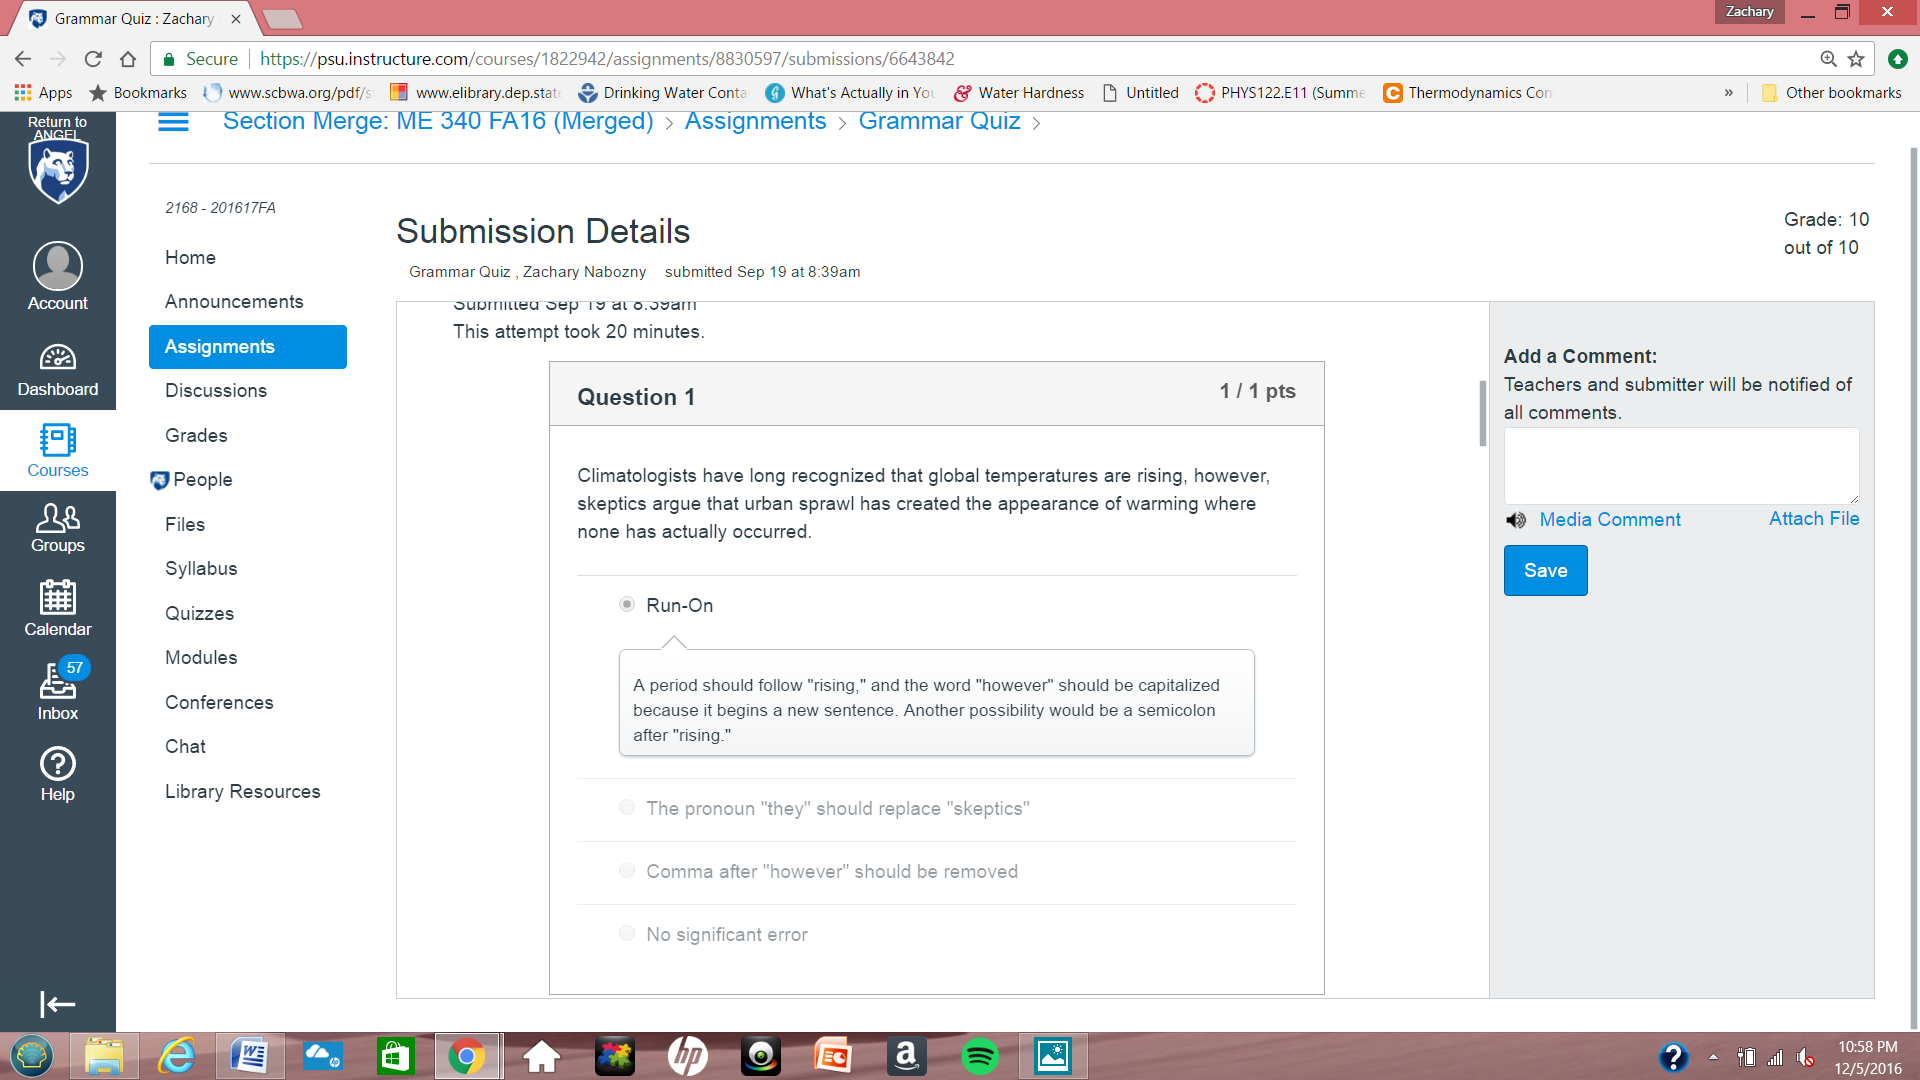 Grammar Quiz : Zachary
Zachary
Secure
https://psu.instructure.com/courses/1822942/assignments/8830597/submissions/6643842
Apps
Bookmarks
www.scbwa.org/pdf/s
www.elibrary.dep.state
Drinking Water Conta
What's Actually in You
Water Hardness
Untitled
PHYS122.E11 (Summe
Thermodynamics Con
»
Other bookmarks
Return to
ANGEL
Account
Dashboard
Courses
Groups
Calendar
57
Inbox
Help
Section Merge: ME 340 FA16 (Merged) > Assignments > Grammar Quiz >
2168 - 201617FA
Home
Announcements
Assignments
Discussions
Grades
People
Files
Syllabus
Quizzes
Modules
Conferences
Chat
Library Resources
Submission Details
Grammar Quiz , Zachary Nabozny submitted Sep 19 at 8:39am
Grade: 10
out of 10
Submitted Sep 19 at 8:39am
This attempt took 20 minutes.
Question 1
1 / 1 pts
Climatologists have long recognized that global temperatures are rising, however,
skeptics argue that urban sprawl has created the appearance of warming where
none has actually occurred.
Run-On
A period should follow "rising," and the word "however" should be capitalized
because it begins a new sentence. Another possibility would be a semicolon
after "rising."
The pronoun "they" should replace "skeptics"
Comma after "however" should be removed
No significant error
Add a Comment:
Teachers and submitter will be notified of
all comments.
Media Comment
Attach File
Save
10:58 PM
12/5/2016